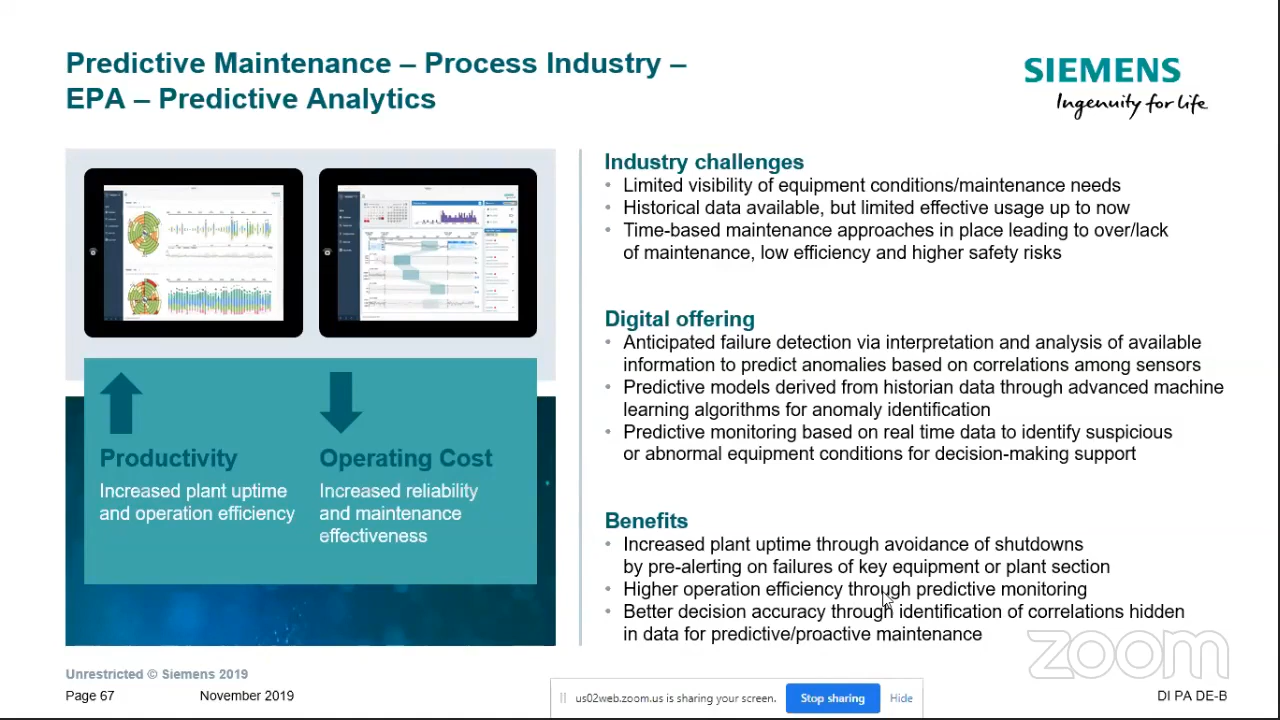 Predictive Maintenance – Process Industry –
EPA – Predictive Analytics
SIEMENS
Ingenuity for life
Productivity
Increased plant uptime
and operation efficiency
Operating Cost
Increased reliability
and maintenance
effectiveness
Industry challenges
• Limited visibility of equipment conditions/maintenance needs
• Historical data available, but limited effective usage up to now
• Time-based maintenance approaches in place leading to over/lack
of maintenance, low efficiency and higher safety risks
Digital offering
• Anticipated failure detection via interpretation and analysis of available
information to predict anomalies based on correlations among sensors
• Predictive models derived from historian data through advanced machine
learning algorithms for anomaly identification
• Predictive monitoring based on real time data to identify suspicious
or abnormal equipment conditions for decision-making support
Benefits
• Increased plant uptime through avoidance of shutdowns
by pre-alerting on failures of key equipment or plant section
• Higher operation efficiency through predictive monitoring
• Better decision accuracy through identification of correlations hidden
in data for predictive/proactive maintenance
zoom
Unrestricted © Siemens 2019
Page 67 November 2019
us02web.zoom.us is sharing your screen. Stop sharing Hide
DI PA DE-B